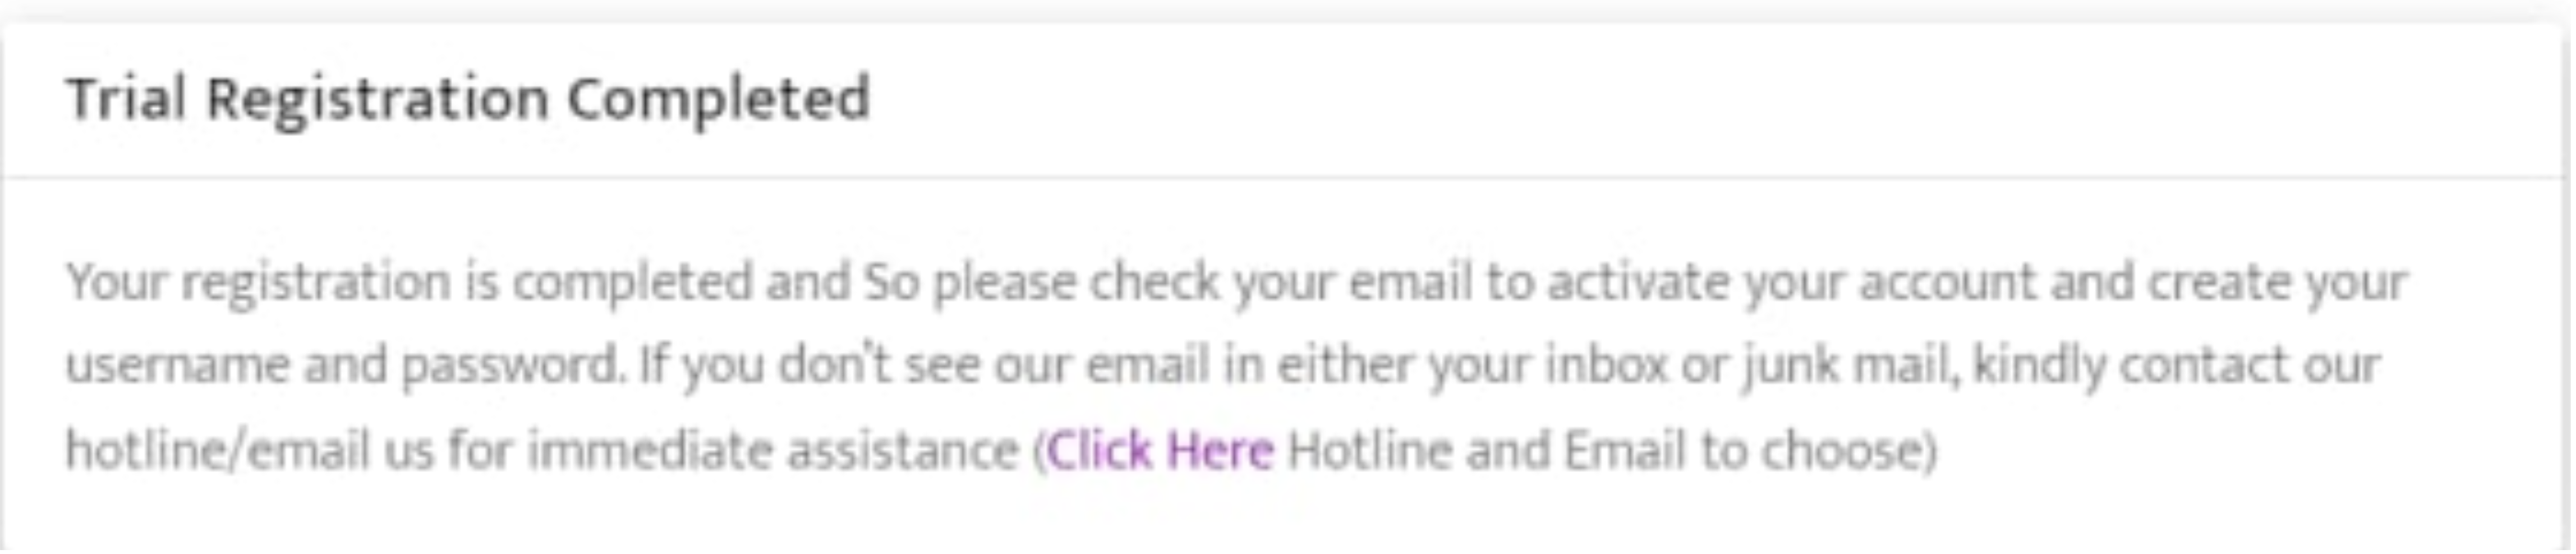 Trial Registration Completed
Your registration is completed and So please check your email to activate your account and create your
username and password. If you don't see our email in either your inbox or junk mail, kindly contact our
hotline/email us for immediate assistance (Click Here Hotline and Email to choose)